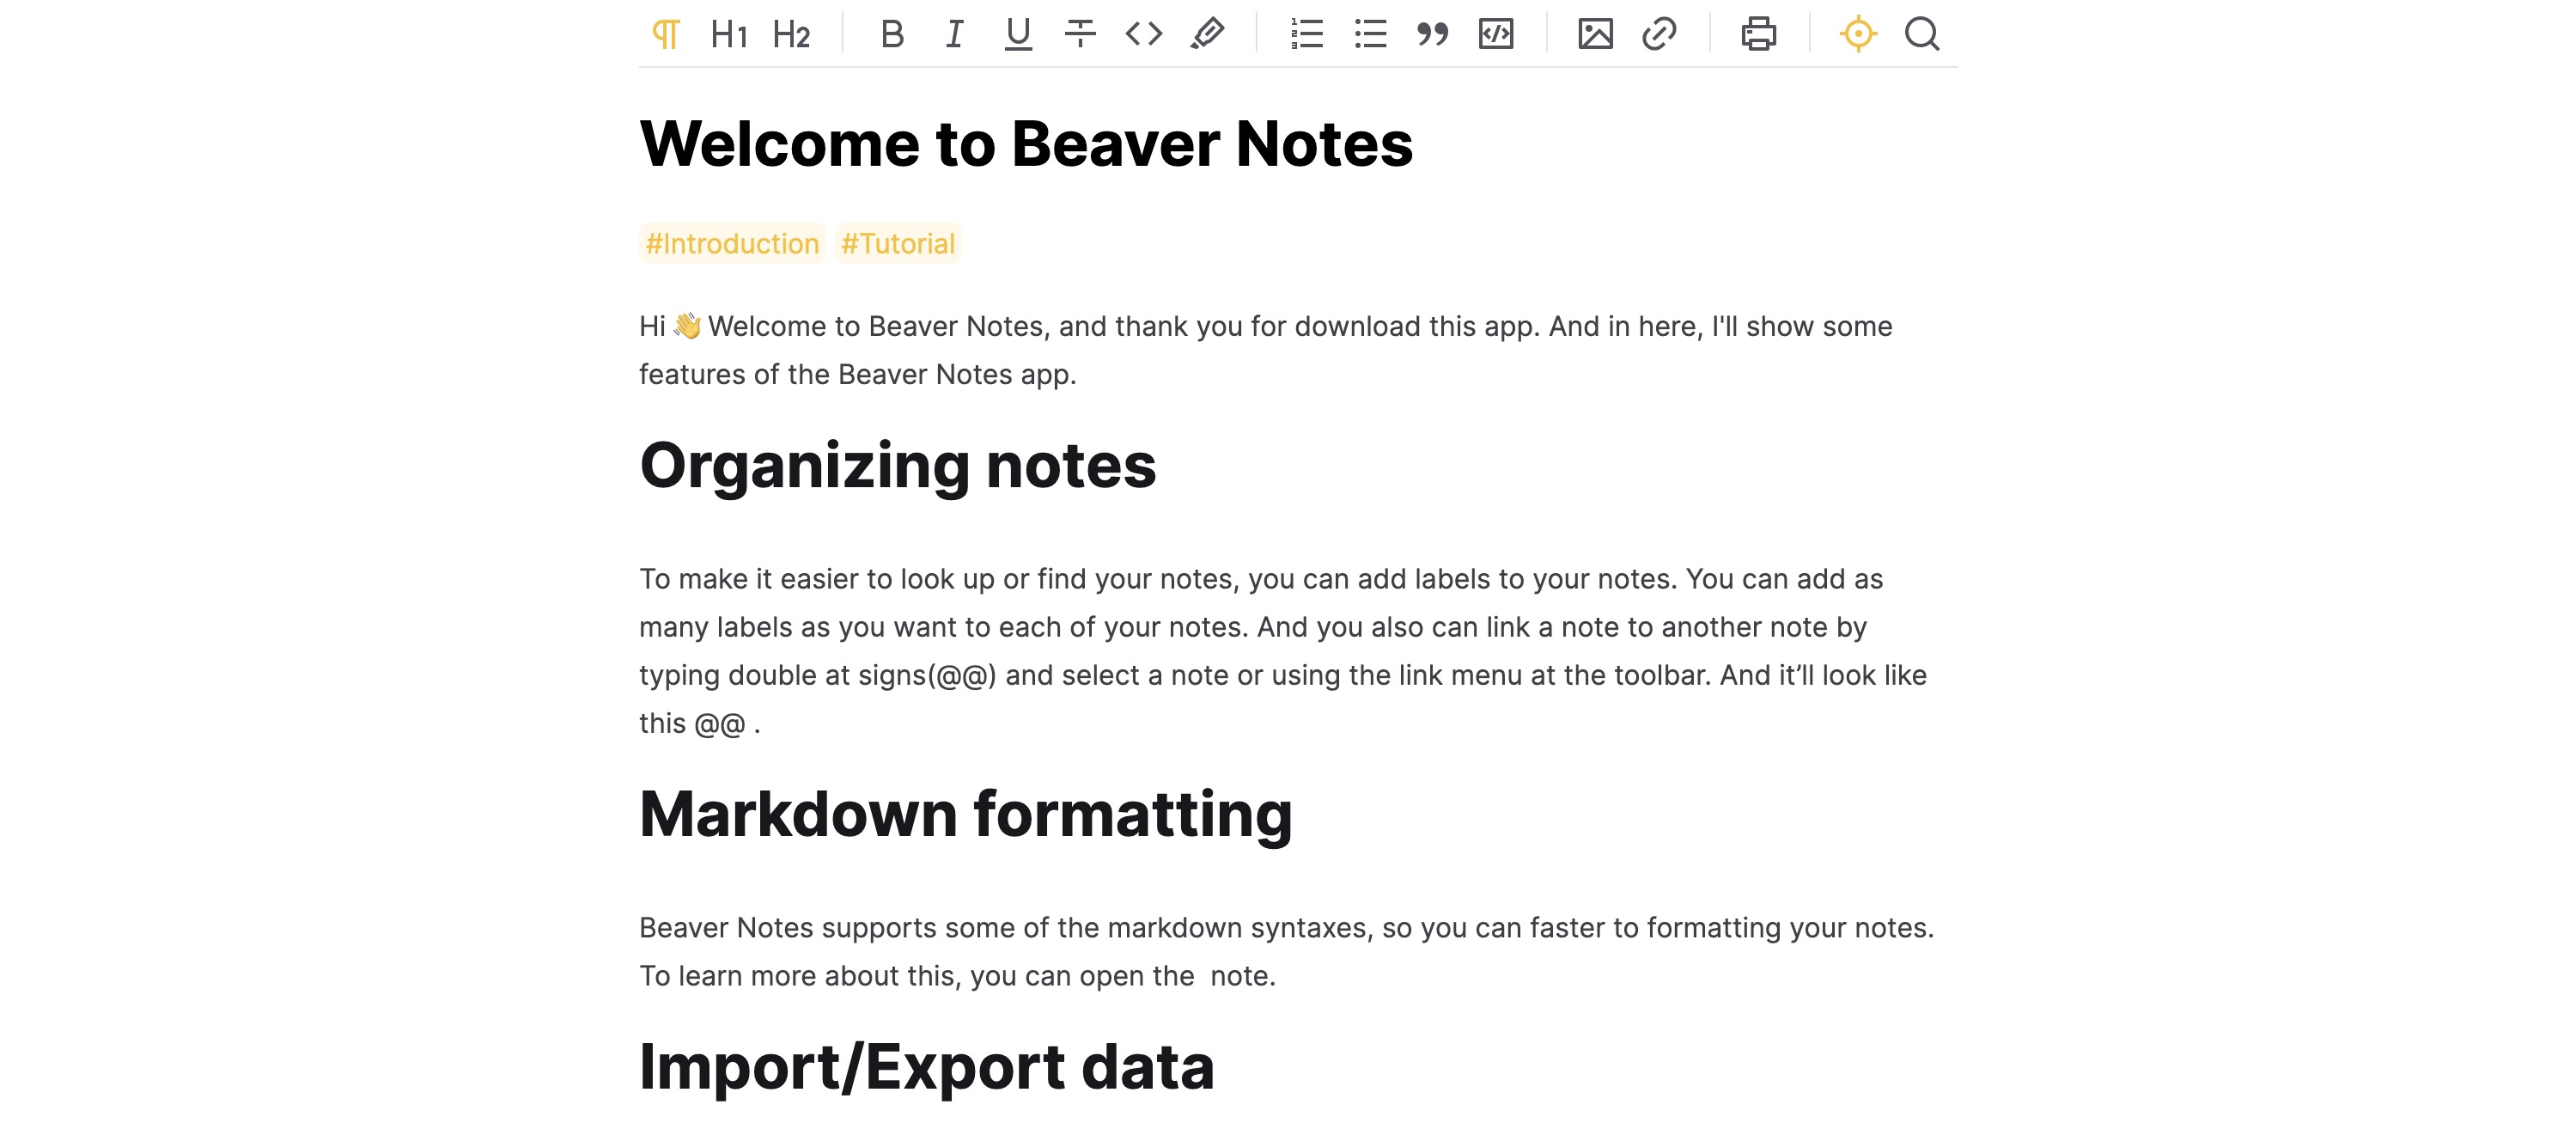 H1 H2 B I U
Welcome to Beaver Notes
#Introduction #Tutorial
Hi 👋 Welcome to Beaver Notes, and thank you for download this app. And in here, I'll show some
features of the Beaver Notes app.
Organizing notes
To make it easier to look up or find your notes, you can add labels to your notes. You can add as
many labels as you want to each of your notes. And you also can link a note to another note by
typing double at signs(@@) and select a note or using the link menu at the toolbar. And it’ll look like
this @@ .
Markdown formatting
Beaver Notes supports some of the markdown syntaxes, so you can faster to formatting your notes.
To learn more about this, you can open the  note.
Import/Export data